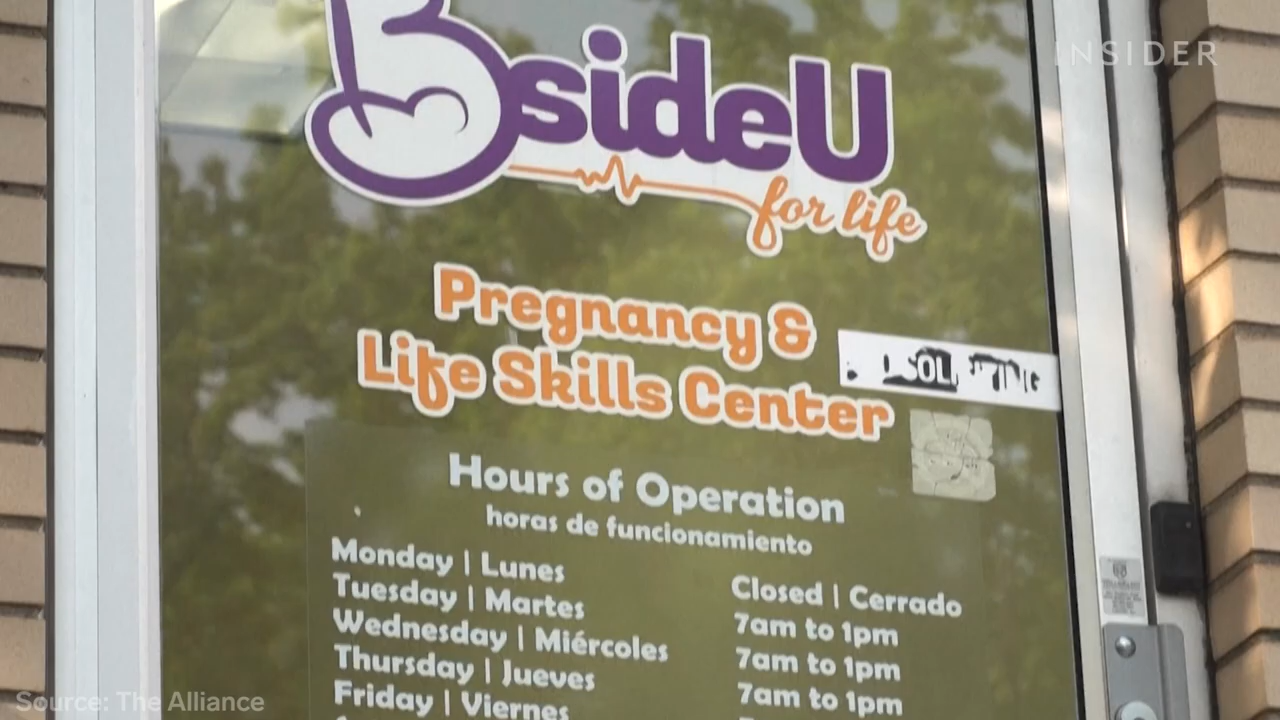 INSIDER
BsideU
for life
Pregnancy &
Life Skills Center
Hours of Operation
horas de funcionamiento
Monday | Lunes Closed | Cerrado
Tuesday | Martes 7am to 1pm
Wednesday | Miércoles 7am to 1pm
Thursday | Jueves 7am to 1pm
Friday | Viernes
Source: The Alliance